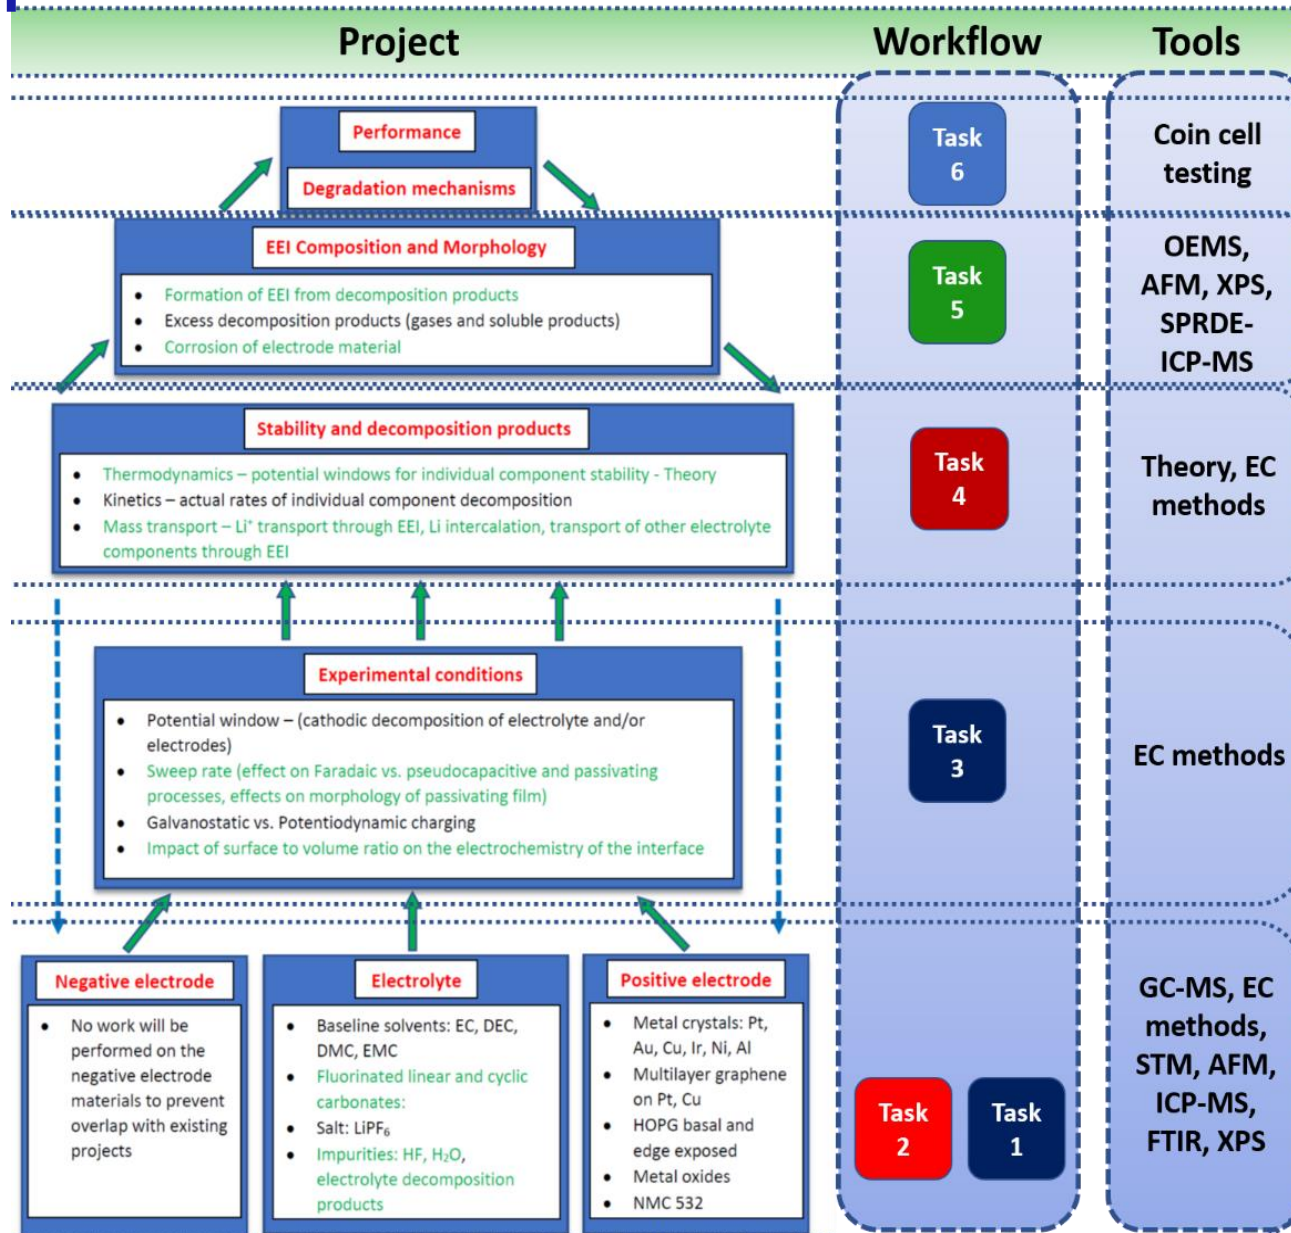 Project
Workflow
Tools
Performance
Degradation mechanisms
Task
6
Coin cell
testing
EEI Composition and Morphology
• Formation of EEI from decomposition products
• Excess decomposition products (gases and soluble products)
• Corrosion of electrode material
Task
5
OEMS,
AFM, XPS,
SPRDE-
ICP-MS
Stability and decomposition products
• Thermodynamics – potential windows for individual component stability - Theory
• Kinetics – actual rates of individual component decomposition
• Mass transport – Li⁺ transport through EEI, Li intercalation, transport of other electrolyte
components through EEI
Task
4
Theory, EC
methods
Experimental conditions
• Potential window – (cathodic decomposition of electrolyte and/or
electrodes)
• Sweep rate (effect on Faradaic vs. pseudocapacitive and passivating
processes, effects on morphology of passivating film)
• Galvanostatic vs. Potentiodynamic charging
• Impact of surface to volume ratio on the electrochemistry of the interface
Task
3
EC methods
Negative electrode
• No work will be
performed on the
negative electrode
materials to prevent
overlap with existing
projects
Electrolyte
• Baseline solvents: EC, DEC,
DMC, EMC
• Fluorinated linear and cyclic
carbonates:
• Salt: LiPF₆
• Impurities: HF, H₂O,
electrolyte decomposition
products
Positive electrode
• Metal crystals: Pt,
Au, Cu, Ir, Ni, Al
• Multilayer graphene
on Pt, Cu
• HOPG basal and
edge exposed
• Metal oxides
• NMC 532
Task
2
Task
1
GC-MS, EC
methods,
STM, AFM,
ICP-MS,
FTIR, XPS